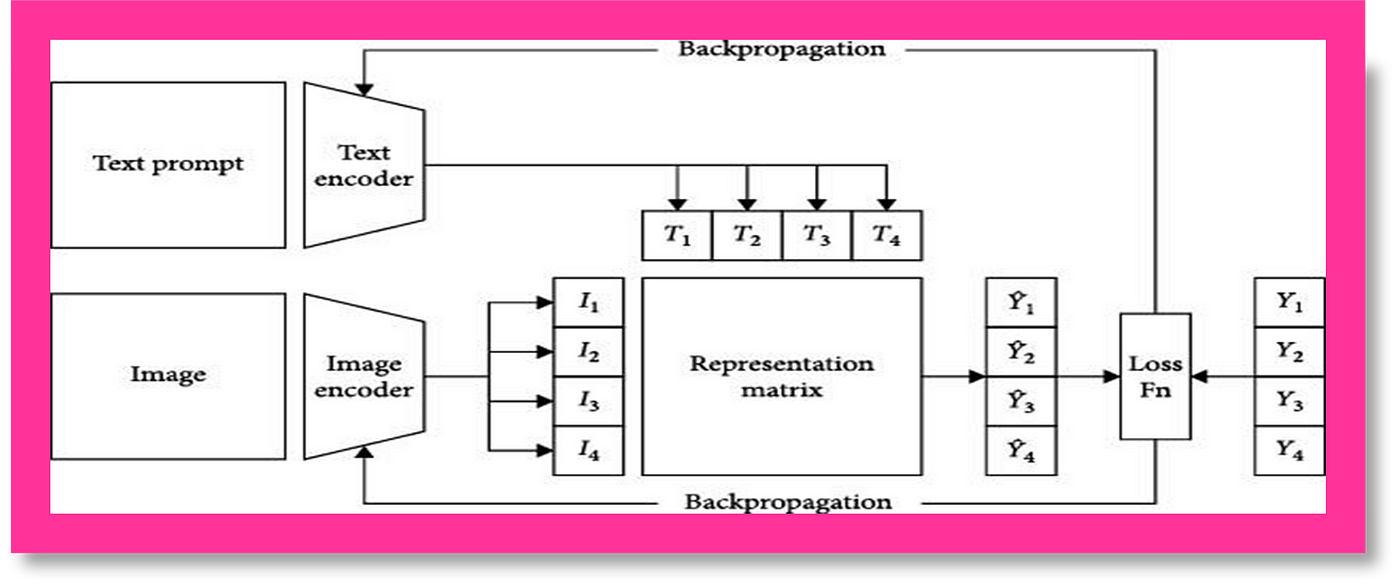 Backpropagation
Text prompt
Text
encoder
T₁ T₂ T₃ T₄
Image
Image
encoder
I₁
I₂
I₃
I₄
Representation
matrix
Ŷ₁
Ŷ₂
Ŷ₃
Ŷ₄
Loss
Fn
Y₁
Y₂
Y₃
Y₄
Backpropagation